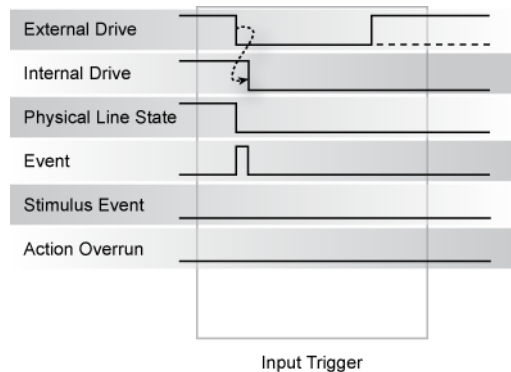 External Drive
Internal Drive
Physical Line State
Event
Stimulus Event
Action Overrun
Input Trigger